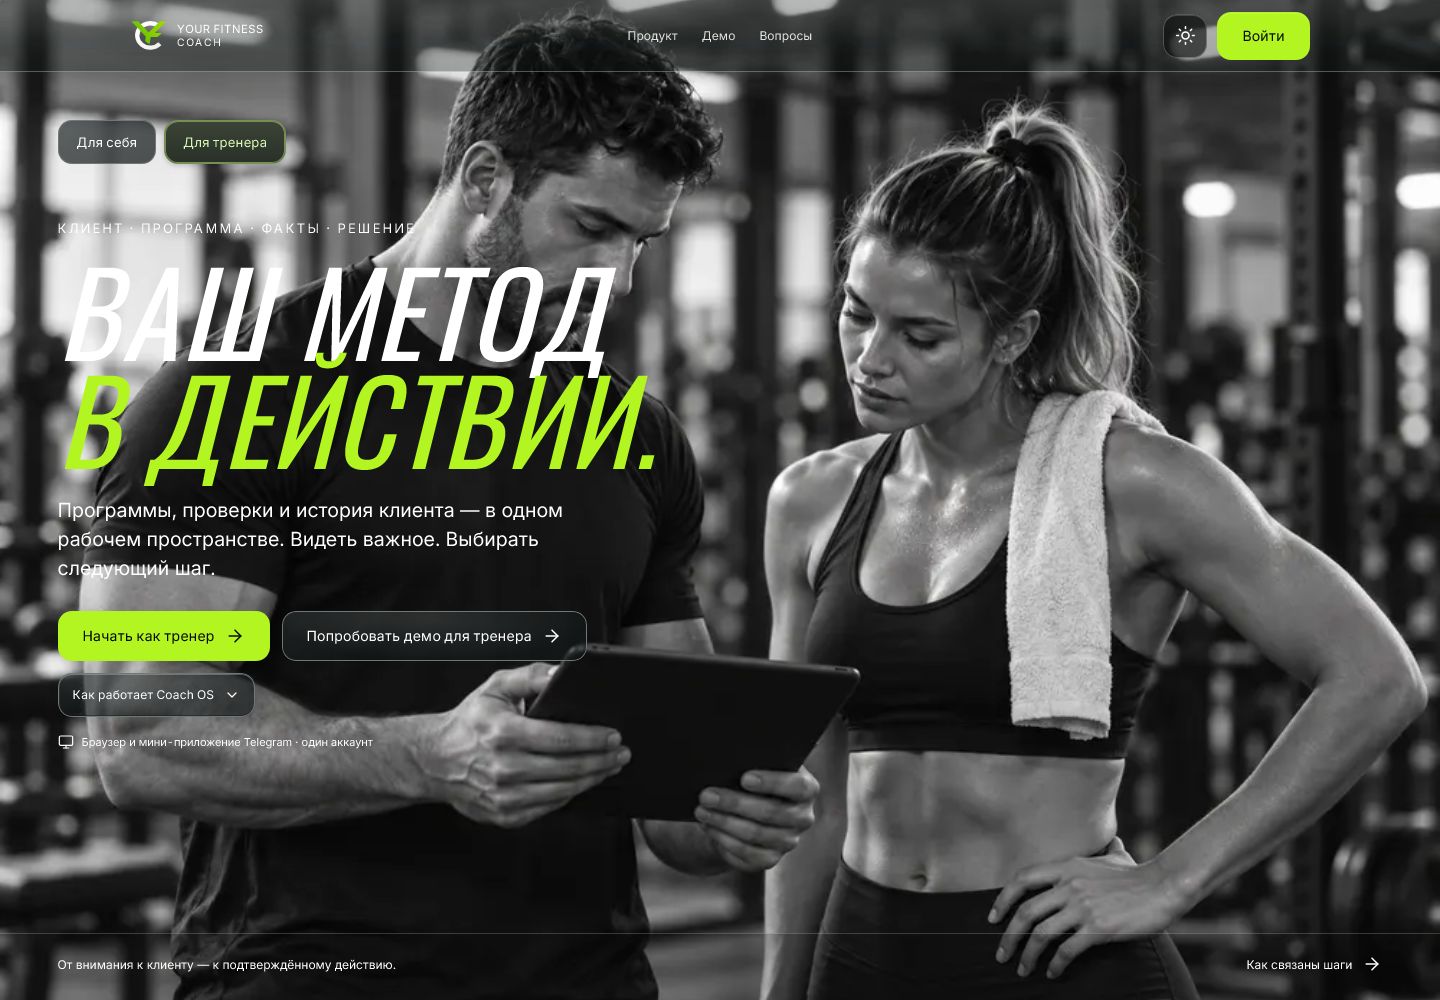 YOUR FITNESS
COACH
Продукт
Демо
Вопросы
Войти
Для себя
Для тренера
КЛИЕНТ · ПРОГРАММА · ФАКТЫ · РЕШЕНИЕ
ВАШ МЕТОД
В ДЕЙСТВИИ.
Программы, проверки и история клиента — в одном
рабочем пространстве. Видеть важное. Выбирать
следующий шаг.
Начать как тренер
Попробовать демо для тренера
Как работает Coach OS
Браузер и мини-приложение Telegram · один аккаунт
От внимания к клиенту — к подтверждённому действию.
Как связаны шаги